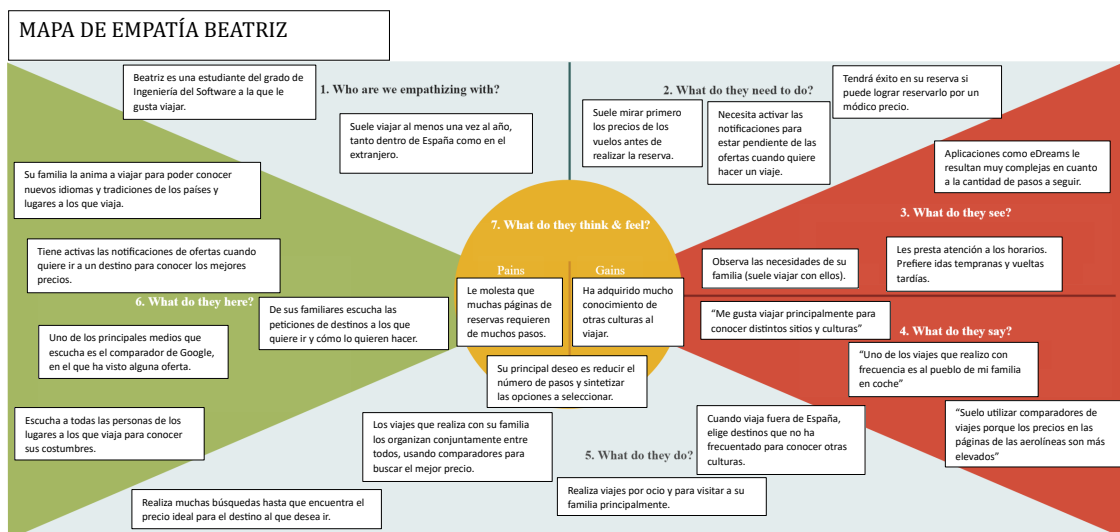 MAPA DE EMPATÍA BEATRIZ
Beatriz es una estudiante del grado de
Ingeniería del Software a la que le
gusta viajar.
1. Who are we empathizing with?
Suele viajar al menos una vez al año,
tanto dentro de España como en el
extranjero.
2. What do they need to do?
Suele mirar primero
los precios de los
vuelos antes de
realizar la reserva.
Necesita activar las
notificaciones para
estar pendiente de las
ofertas cuando quiere
hacer un viaje.
Tendrá éxito en su reserva si
puede lograr reservarlo por un
módico precio.
Aplicaciones como eDreams le
resultan muy complejas en cuanto
a la cantidad de pasos a seguir.
3. What do they see?
Les presta atención a los horarios.
Prefiere idas tempranas y vueltas
tardías.
Observa las necesidades de su
familia (suele viajar con ellos).
“Me gusta viajar principalmente para
conocer distintos sitios y culturas”
4. What do they say?
“Uno de los viajes que realizo con
frecuencia es al pueblo de mi familia
en coche”
“Suelo utilizar comparadores de
viajes porque los precios en las
páginas de las aerolíneas son más
elevados”
5. What do they do?
Cuando viaja fuera de España,
elige destinos que no ha
frecuentado para conocer otras
culturas.
Realiza viajes por ocio y para visitar a su
familia principalmente.
Los viajes que realiza con su familia
los organizan conjuntamente entre
todos, usando comparadores para
buscar el mejor precio.
Realiza muchas búsquedas hasta que encuentra el
precio ideal para el destino al que desea ir.
Su familia la anima a viajar para poder conocer
nuevos idiomas y tradiciones de los países y
lugares a los que viaja.
Tiene activas las notificaciones de ofertas cuando
quiere ir a un destino para conocer los mejores
precios.
6. What do they here?
De sus familiares escucha las
peticiones de destinos a los que
quiere ir y cómo lo quieren hacer.
Uno de los principales medios que
escucha es el comparador de Google,
en el que ha visto alguna oferta.
Escucha a todas las personas de los
lugares a los que viaja para conocer
sus costumbres.
7. What do they think & feel?
Pains
Le molesta que
muchas páginas de
reservas requieren
de muchos pasos.
Gains
Ha adquirido mucho
conocimiento de
otras culturas al
viajar.
Su principal deseo es reducir el
número de pasos y sintetizar
las opciones a seleccionar.